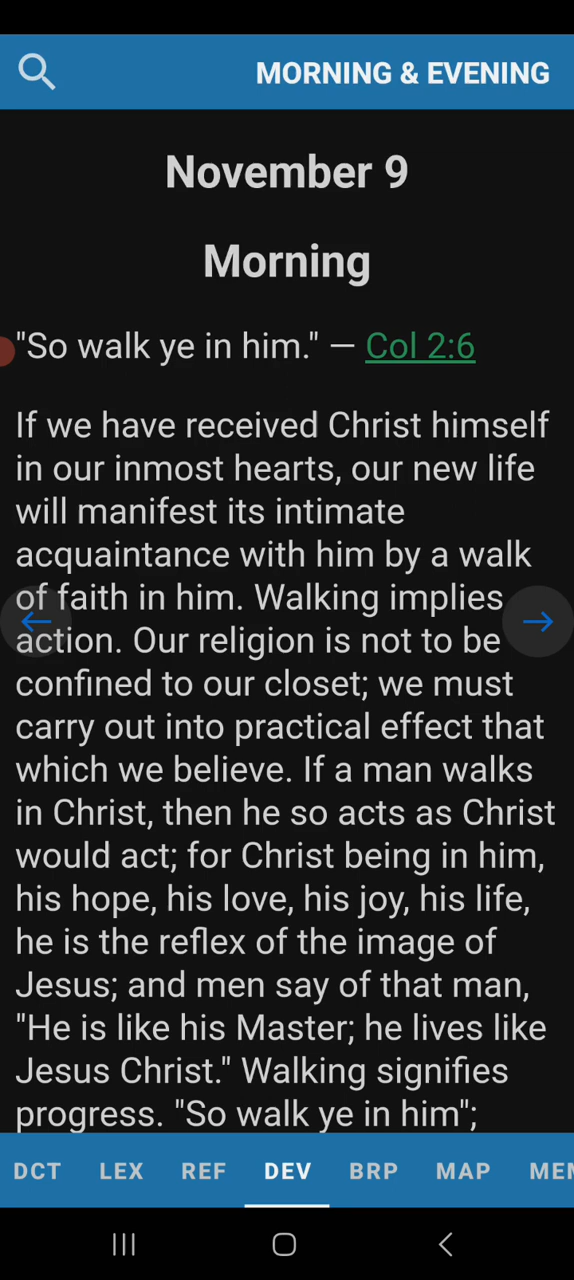 MORNING & EVENING
November 9
Morning
"So walk ye in him." — Col 2:6
If we have received Christ himself
in our inmost hearts, our new life
will manifest its intimate
acquaintance with him by a walk
of faith in him. Walking implies
action. Our religion is not to be
confined to our closet; we must
carry out into practical effect that
which we believe. If a man walks
in Christ, then he so acts as Christ
would act; for Christ being in him,
his hope, his love, his joy, his life,
he is the reflex of the image of
Jesus; and men say of that man,
"He is like his Master; he lives like
Jesus Christ." Walking signifies
progress. "So walk ye in him";
DCT LEX REF DEV BRP MAP